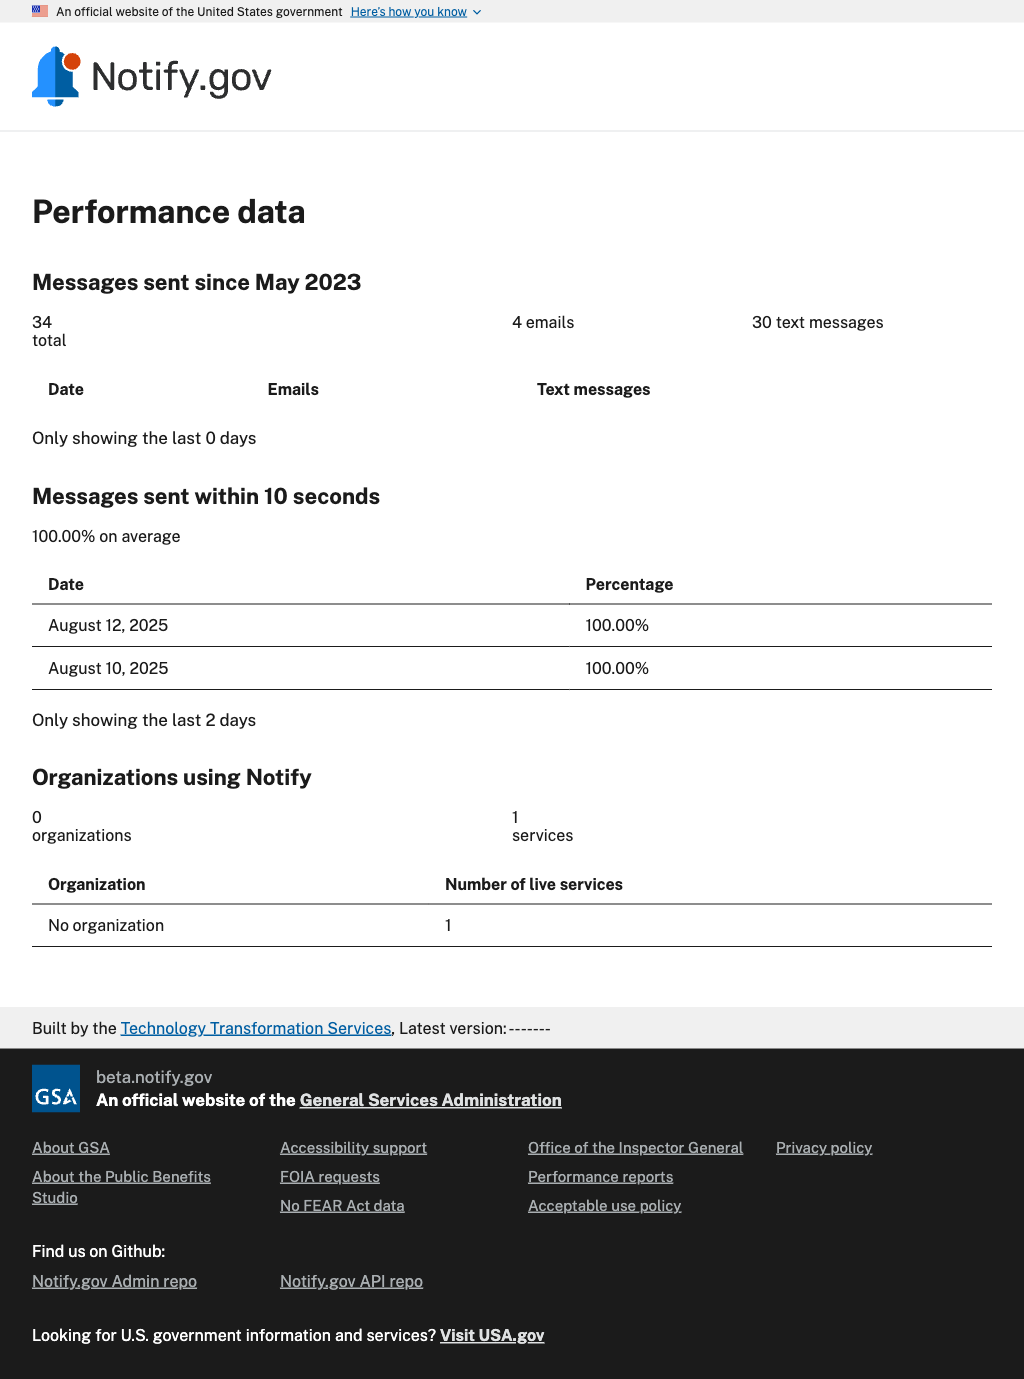 An official website of the United States government Here's how you know
Notify.gov
Performance data
Messages sent since May 2023
34
total
4 emails
30 text messages
Date Emails Text messages
Only showing the last 0 days
Messages sent within 10 seconds
100.00% on average
Date Percentage
August 12, 2025 100.00%
August 10, 2025 100.00%
Only showing the last 2 days
Organizations using Notify
0
organizations
1
services
Organization Number of live services
No organization 1
Built by the Technology Transformation Services, Latest version:-------
GSA
beta.notify.gov
An official website of the General Services Administration
About GSA
About the Public Benefits
Studio
Accessibility support
FOIA requests
No FEAR Act data
Office of the Inspector General
Performance reports
Acceptable use policy
Privacy policy
Find us on Github:
Notify.gov Admin repo Notify.gov API repo
Looking for U.S. government information and services? Visit USA.gov